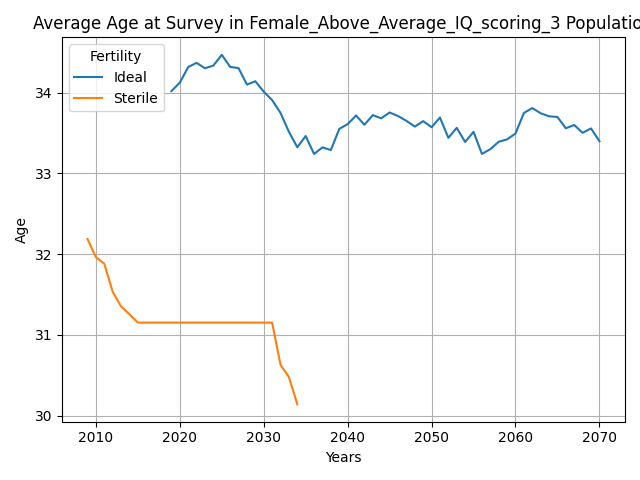 Average Age at Survey in Female_Above_Average_IQ_scoring_3 Populatio
Fertility
Ideal
Sterile
34
33
32
31
30
Age
2010 2020 2030 2040 2050 2060 2070
Years